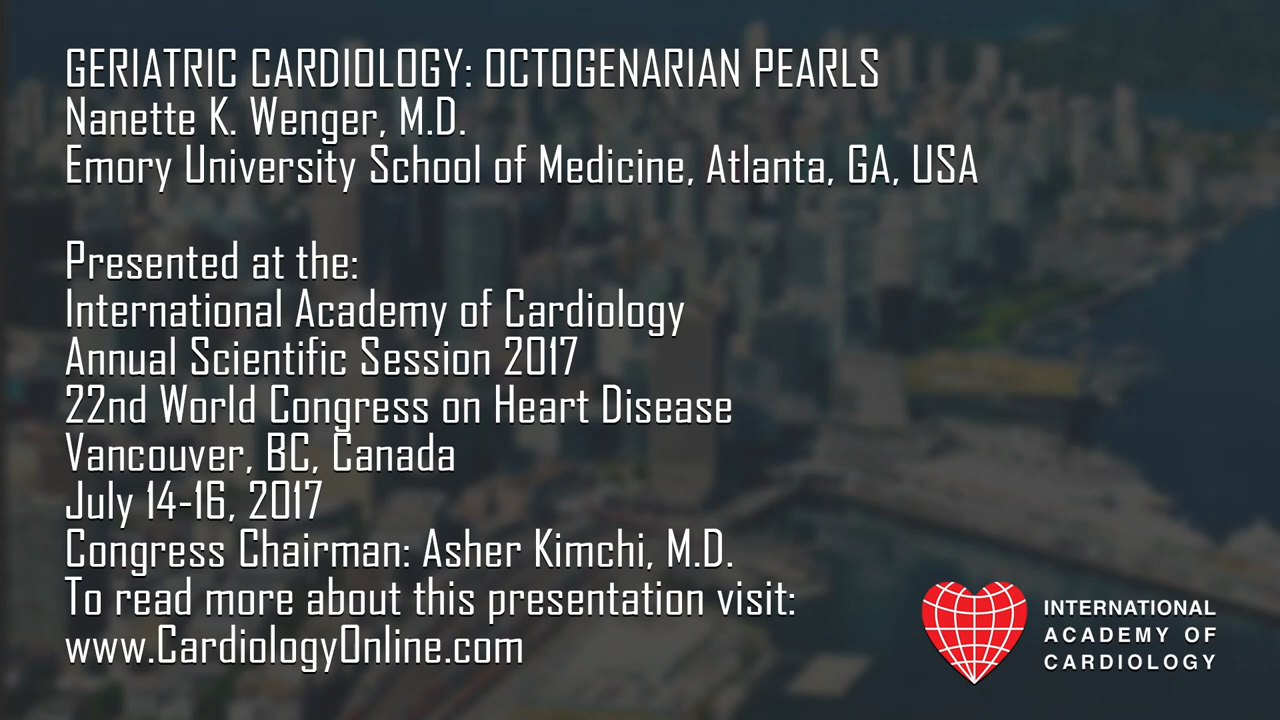 GERIATRIC CARDIOLOGY: OCTOGENARIAN PEARLS
Nanette K. Wenger, M.D.
Emory University School of Medicine, Atlanta, GA, USA
Presented at the:
International Academy of Cardiology
Annual Scientific Session 2017
22nd World Congress on Heart Disease
Vancouver, BC, Canada
July 14-16, 2017
Congress Chairman: Asher Kimchi, M.D.
To read more about this presentation visit:
www.CardiologyOnline.com
INTERNATIONAL
ACADEMY OF
CARDIOLOGY